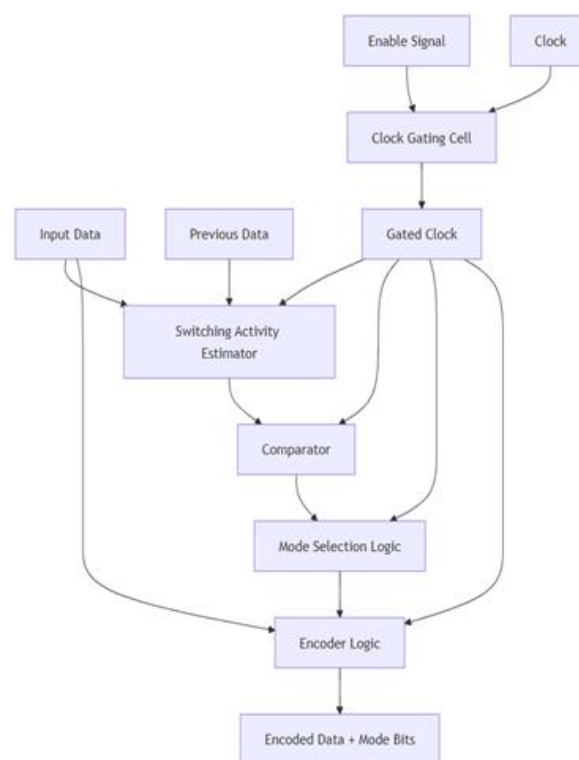 Enable Signal
Clock
Clock Gating Cell
Input Data
Previous Data
Gated Clock
Switching Activity
Estimator
Comparator
Mode Selection Logic
Encoder Logic
Encoded Data + Mode Bits